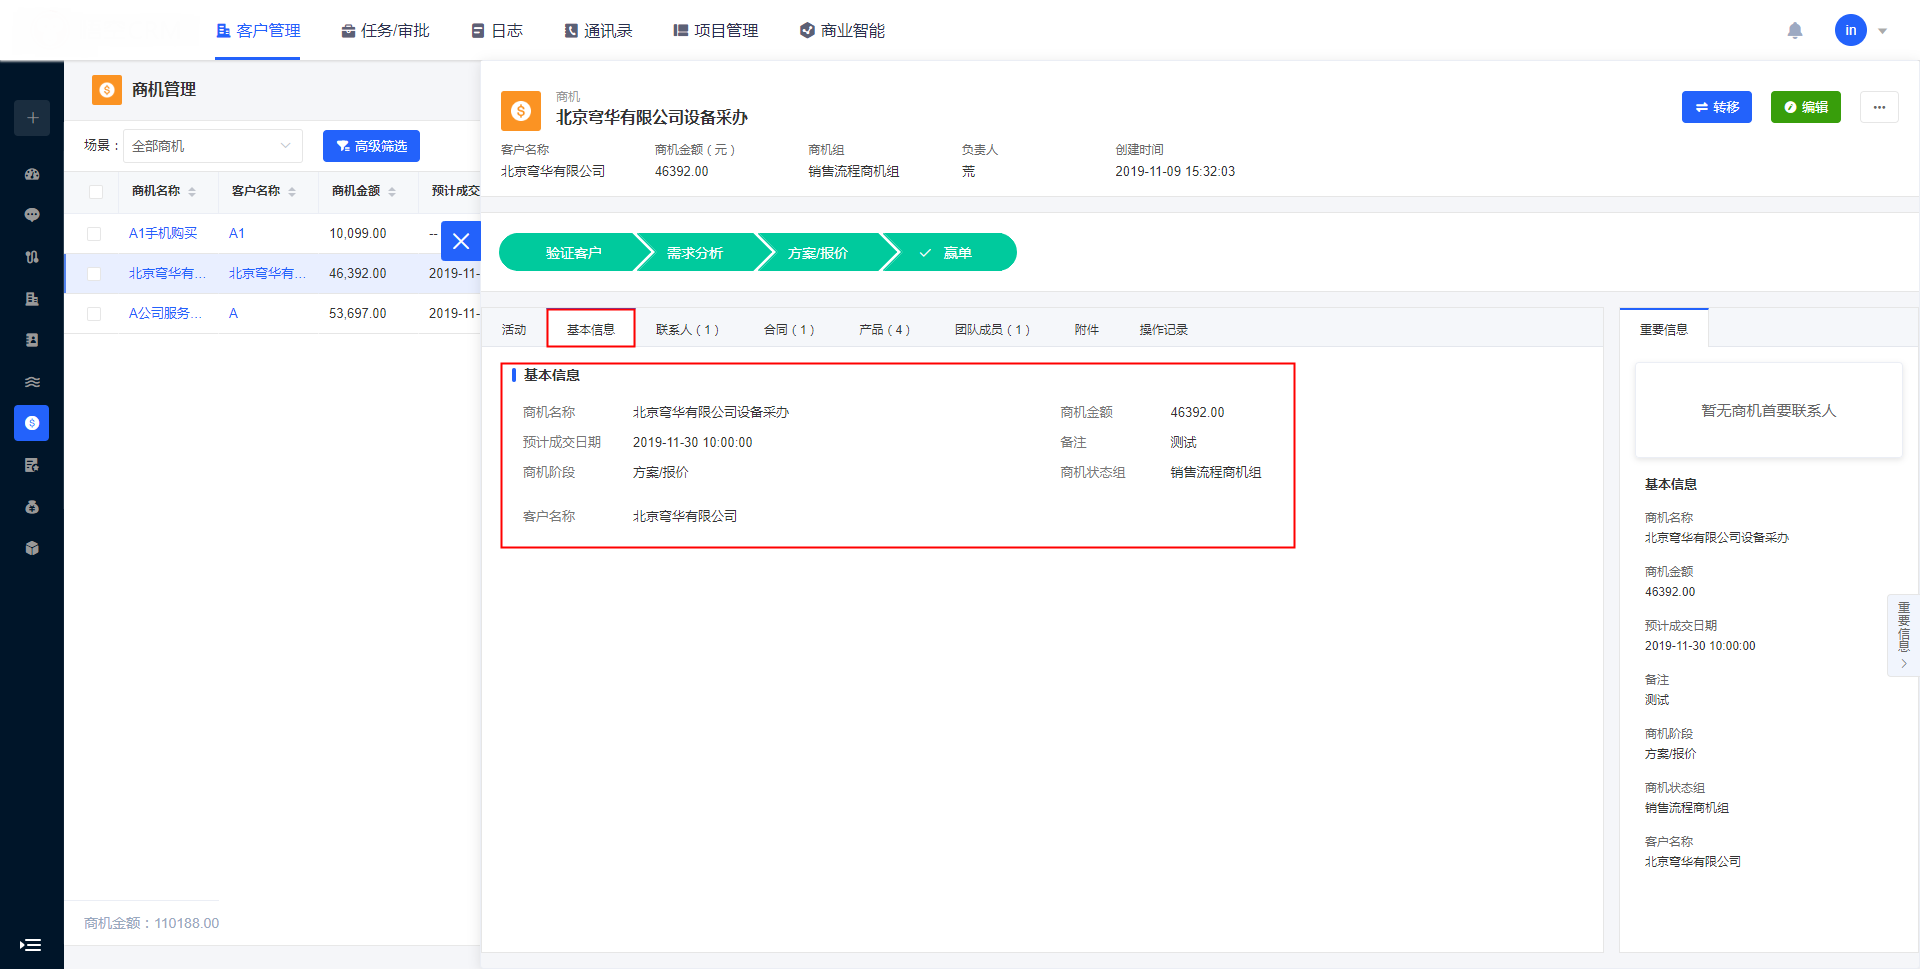 客户管理
任务/审批
日志
通讯录
项目管理
商业智能
in
商机管理
场景：
全部商机
高级筛选
商机名称
客户名称
商机金额
预计成交
A1手机购买
A1
10,099.00
--
北京穹华有...
北京穹华有...
46,392.00
2019-11-
A公司服务...
A
53,697.00
2019-11-
商机金额：110188.00
商机
北京穹华有限公司设备采办
转移
编辑
客户名称
商机金额（元）
商机组
负责人
创建时间
北京穹华有限公司
46392.00
销售流程商机组
荒
2019-11-09 15:32:03
验证客户
需求分析
方案/报价
赢单
活动
基本信息
联系人（1）
合同（1）
产品（4）
团队成员（1）
附件
操作记录
基本信息
商机名称
北京穹华有限公司设备采办
商机金额
46392.00
预计成交日期
2019-11-30 10:00:00
备注
测试
商机阶段
方案/报价
商机状态组
销售流程商机组
客户名称
北京穹华有限公司
重要信息
暂无商机首要联系人
基本信息
商机名称
北京穹华有限公司设备采办
商机金额
46392.00
预计成交日期
2019-11-30 10:00:00
备注
测试
商机阶段
方案/报价
商机状态组
销售流程商机组
客户名称
北京穹华有限公司
重要信息